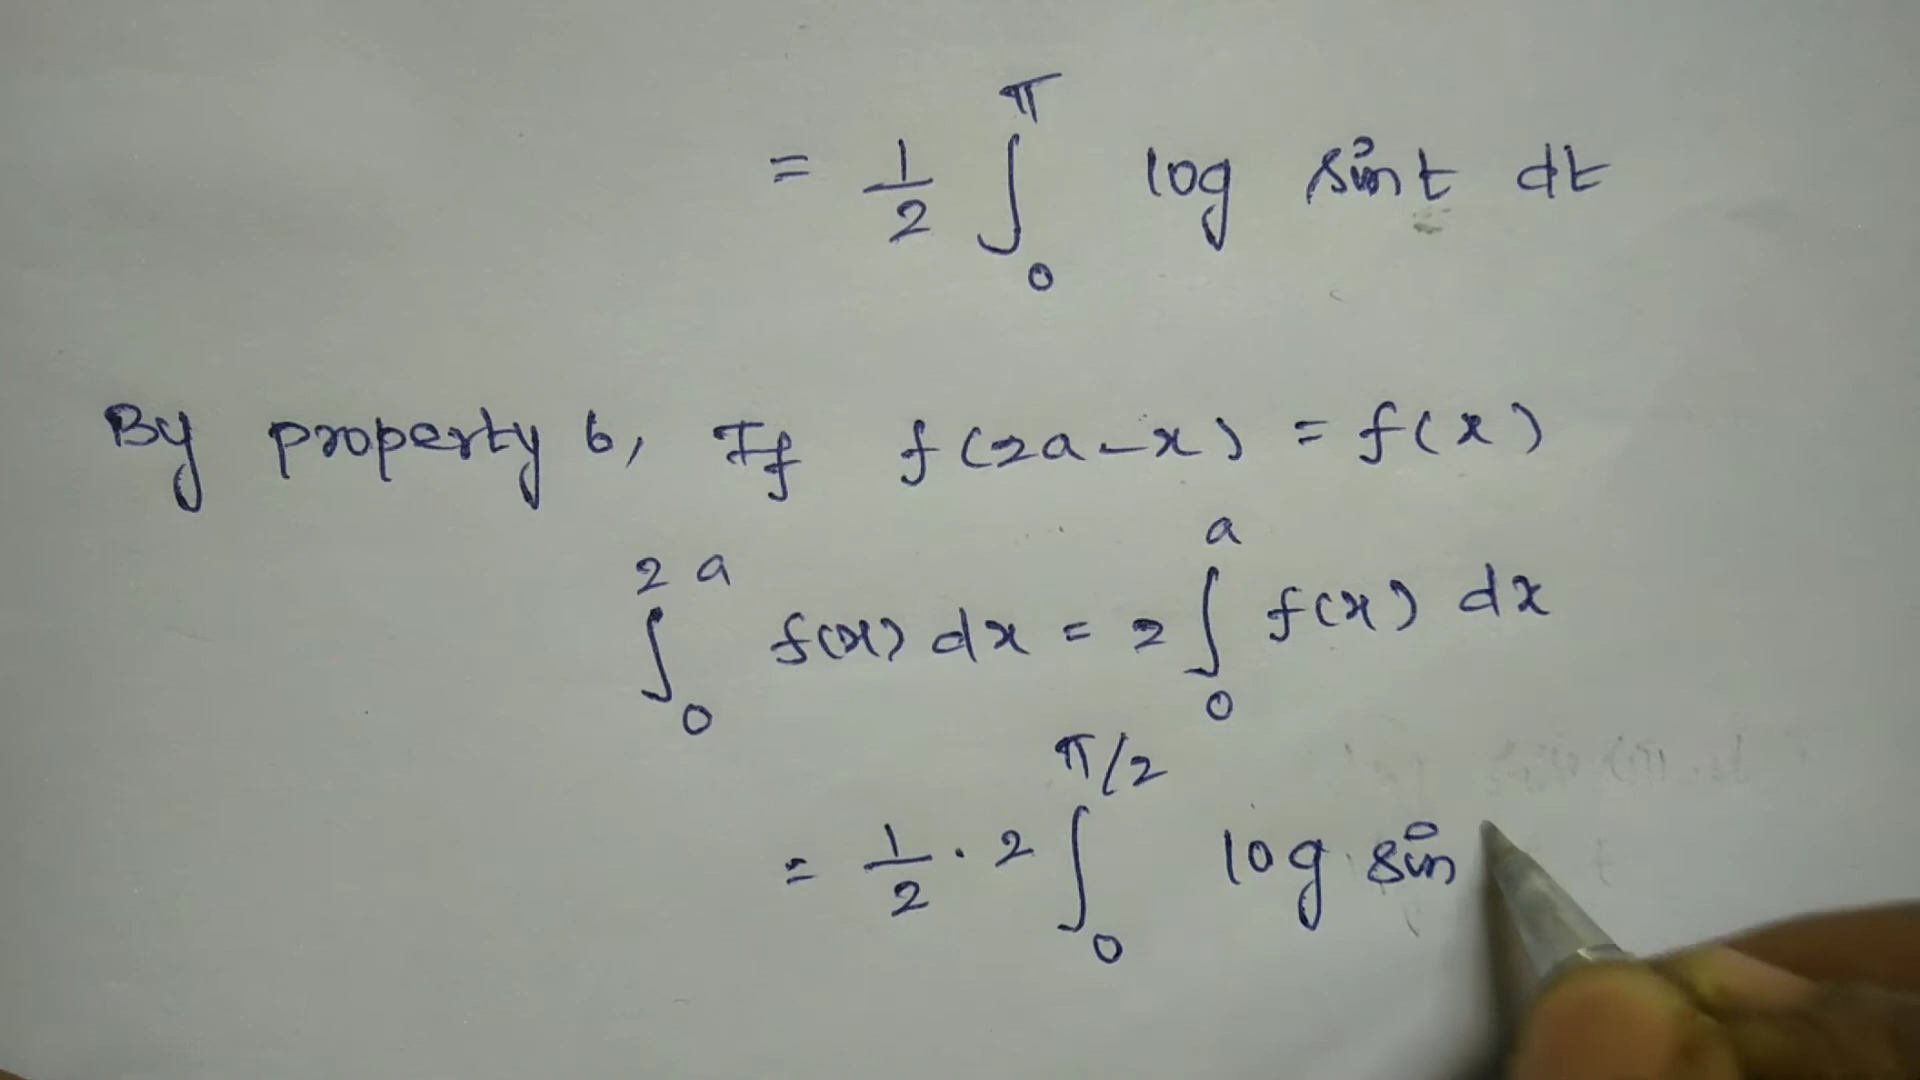 = 1/2 ∫₀^π log sin t dt
By property 6, If f(2a-x) = f(x)
∫₀^2a f(x) dx = 2 ∫₀^a f(x) dx
= 1/2 · 2 ∫₀^π/2 log sin